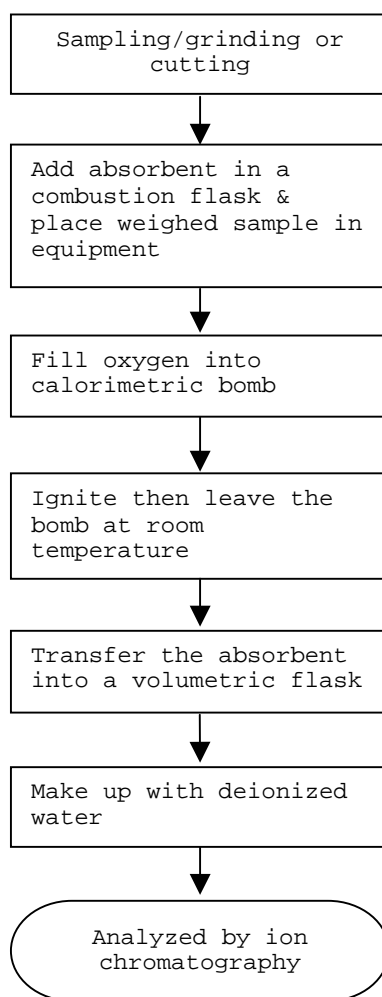 Sampling/grinding or
cutting
Add absorbent in a
combustion flask &
place weighed sample in
equipment
Fill oxygen into
calorimetric bomb
Ignite then leave the
bomb at room
temperature
Transfer the absorbent
into a volumetric flask
Make up with deionized
water
Analyzed by ion
chromatography